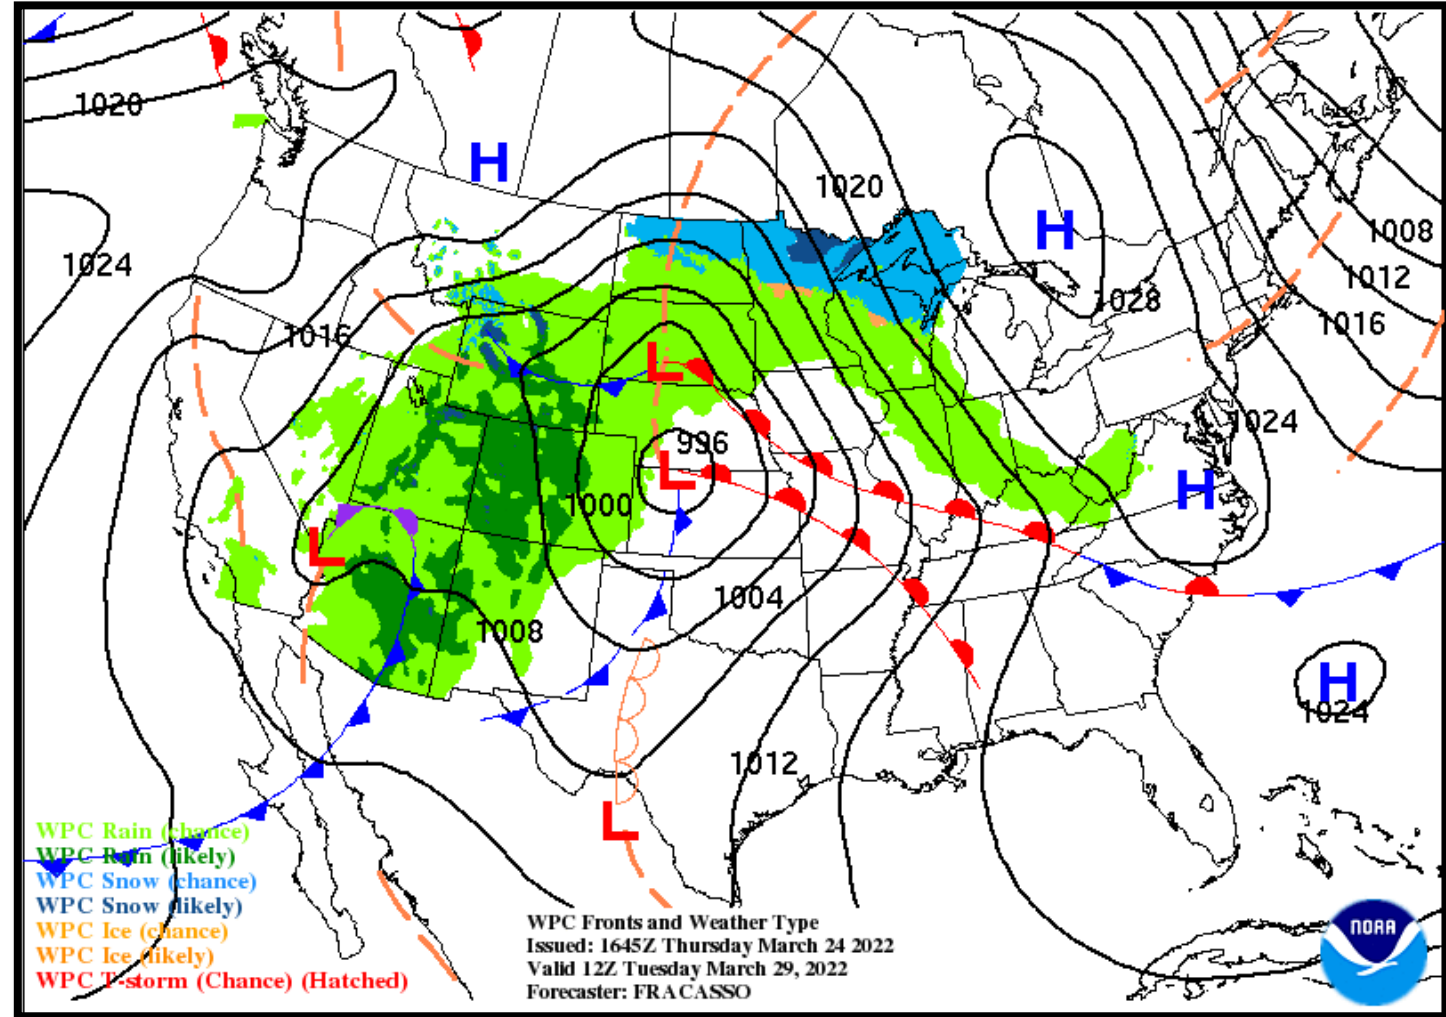 1020
H
1020
H
1008
1024
1012
1028
1016
1016
L
996
1024
L
H
1000
L
1004
1008
H
1024
1012
L
WPC Rain (chance)
WPC Rain (likely)
WPC Snow (chance)
WPC Snow (likely)
WPC Ice (chance)
WPC Ice (likely)
WPC T-storm (Chance) (Hatched)
WPC Fronts and Weather Type
Issued: 1645Z Thursday March 24 2022
Valid 12Z Tuesday March 29, 2022
Forecaster: FRACASSO
NOAA